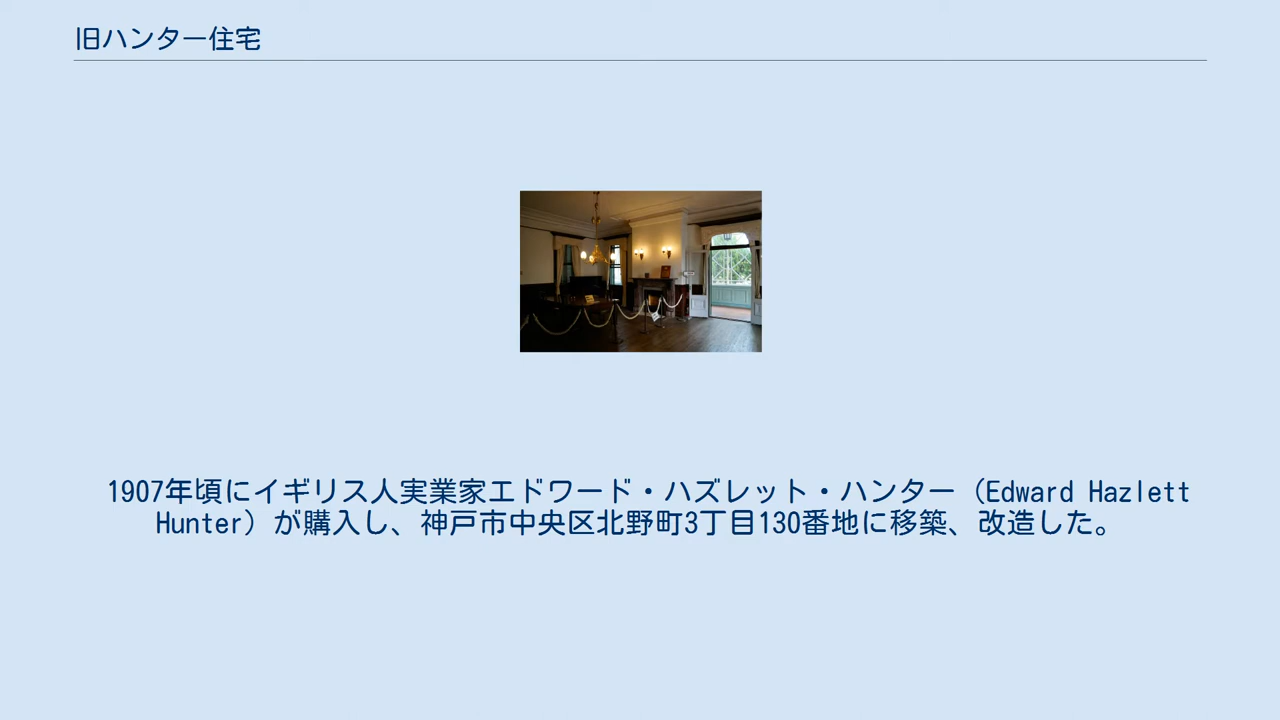 旧ハンター住宅
1907年頃にイギリス人実業家エドワード・ハズレット・ハンター（Edward Hazlett
Hunter）が購入し、神戸市中央区北野町3丁目130番地に移築、改造した。